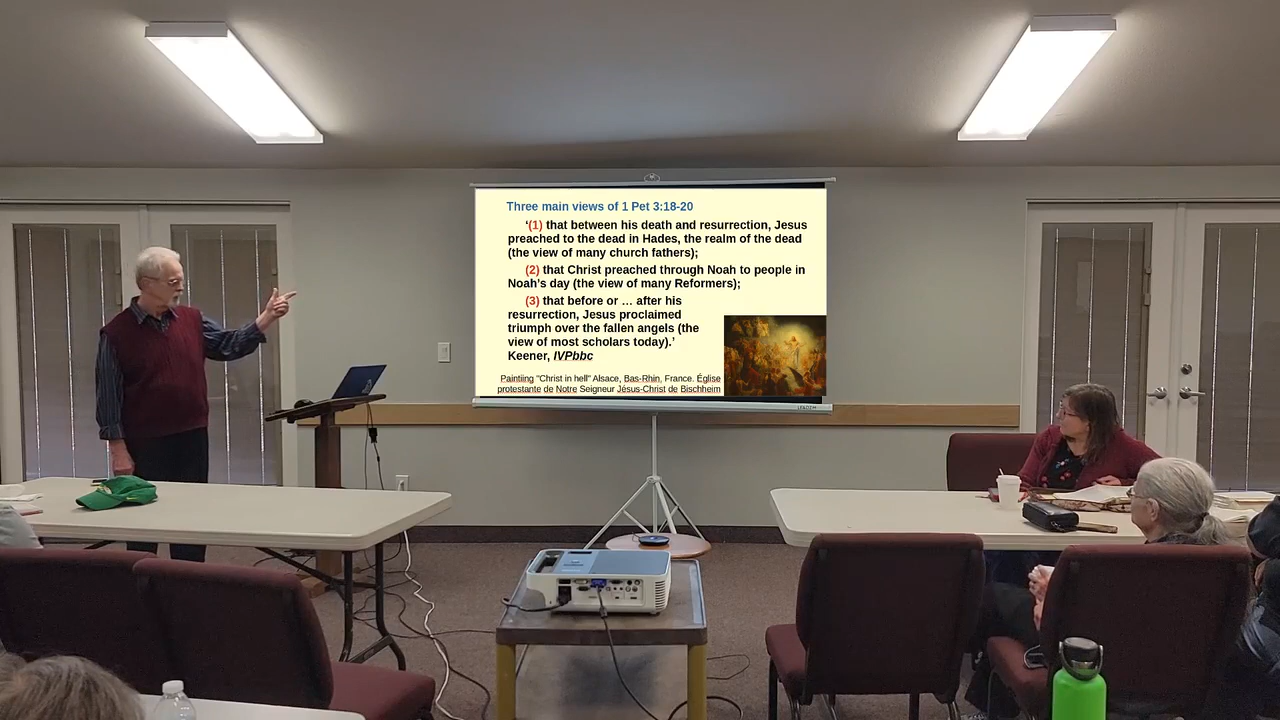 Three main views of 1 Pet 3:18-20
‘(1) that between his death and resurrection, Jesus
preached to the dead in Hades, the realm of the dead
(the view of many church fathers);
(2) that Christ preached through Noah to people in
Noah’s day (the view of many Reformers);
(3) that before or … after his
resurrection, Jesus proclaimed
triumph over the fallen angels (the
view of most scholars today).’
Keener, IVPbbc
Paintiing "Christ in hell" Alsace, Bas-Rhin, France. Église
protestante de Notre Seigneur Jésus-Christ de Bischheim